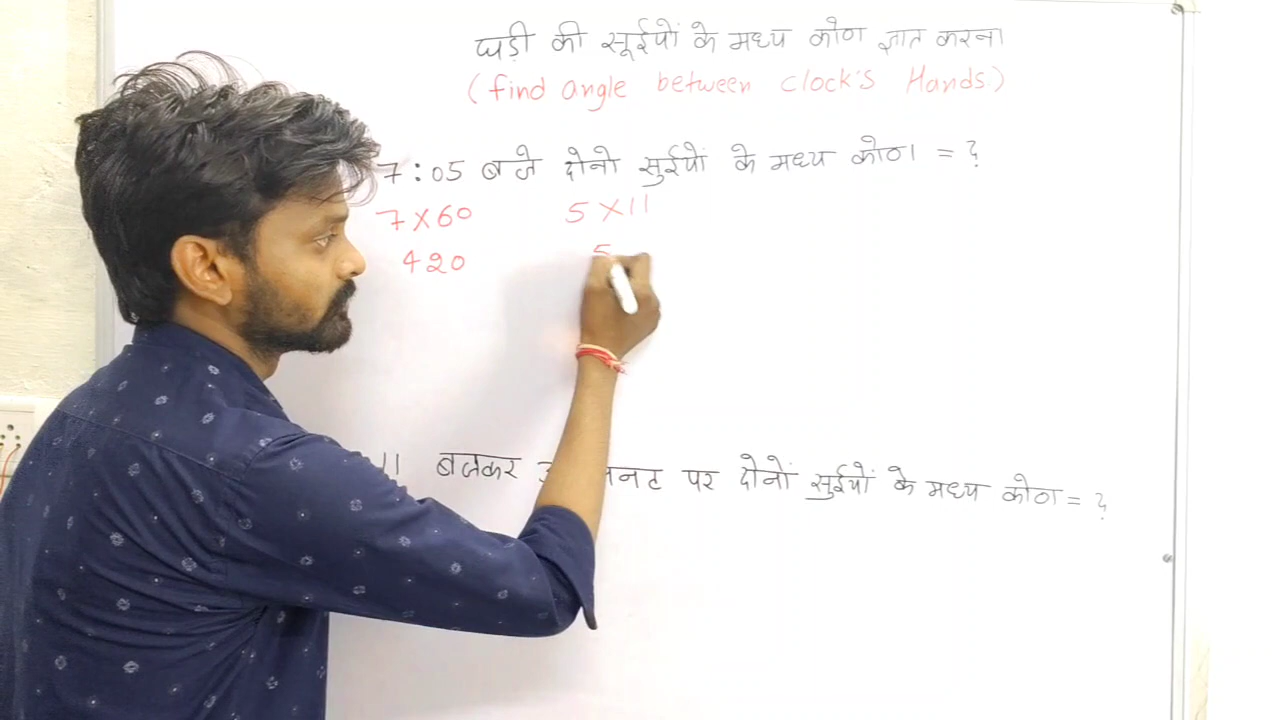 घड़ी की सूईयों के मध्य कोण ज्ञात करना
(find angle between clock's Hands)
7:05 बजे दोनो सुईयों के मध्य कोण = ?
7×60 5×11
420 5
11 बजकर पर दोनों सुईयों के मध्य कोण = ?